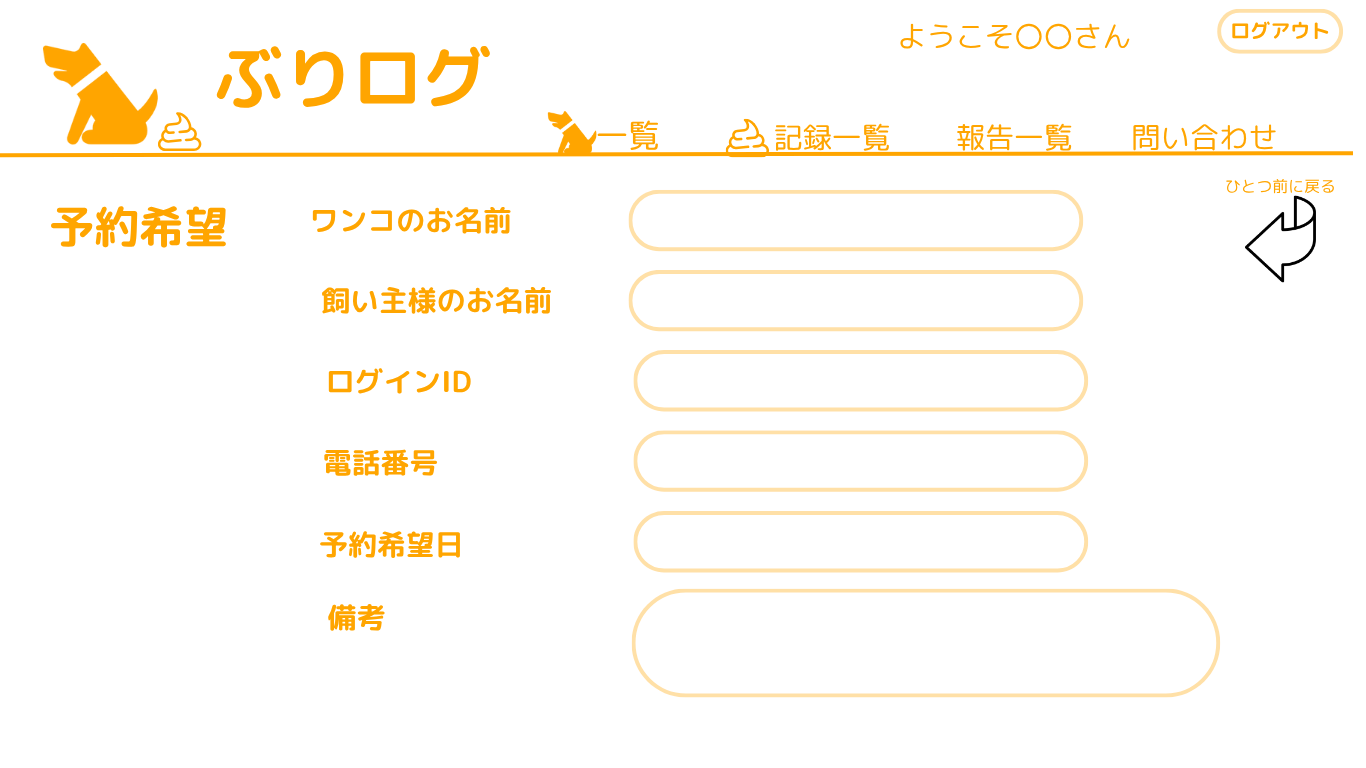 ようこそ〇〇さん
ログアウト
ぶりログ
一覧
記録一覧
報告一覧
問い合わせ
ひとつ前に戻る
予約希望
ワンコのお名前
飼い主様のお名前
ログインID
電話番号
予約希望日
備考